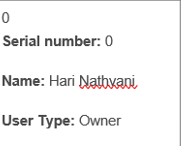 0
Serial number: 0
Name: Hari Nathvani
User Type: Owner